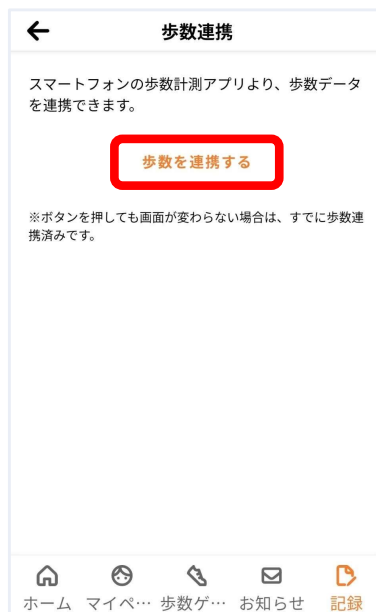 歩数連携
スマートフォンの歩数計測アプリより、歩数データ
を連携できます。
歩数を連携する
※ボタンを押しても画面が変わらない場合は、すでに歩数連
携済みです。
ホーム マイペ… 歩数ゲ… お知らせ 記録